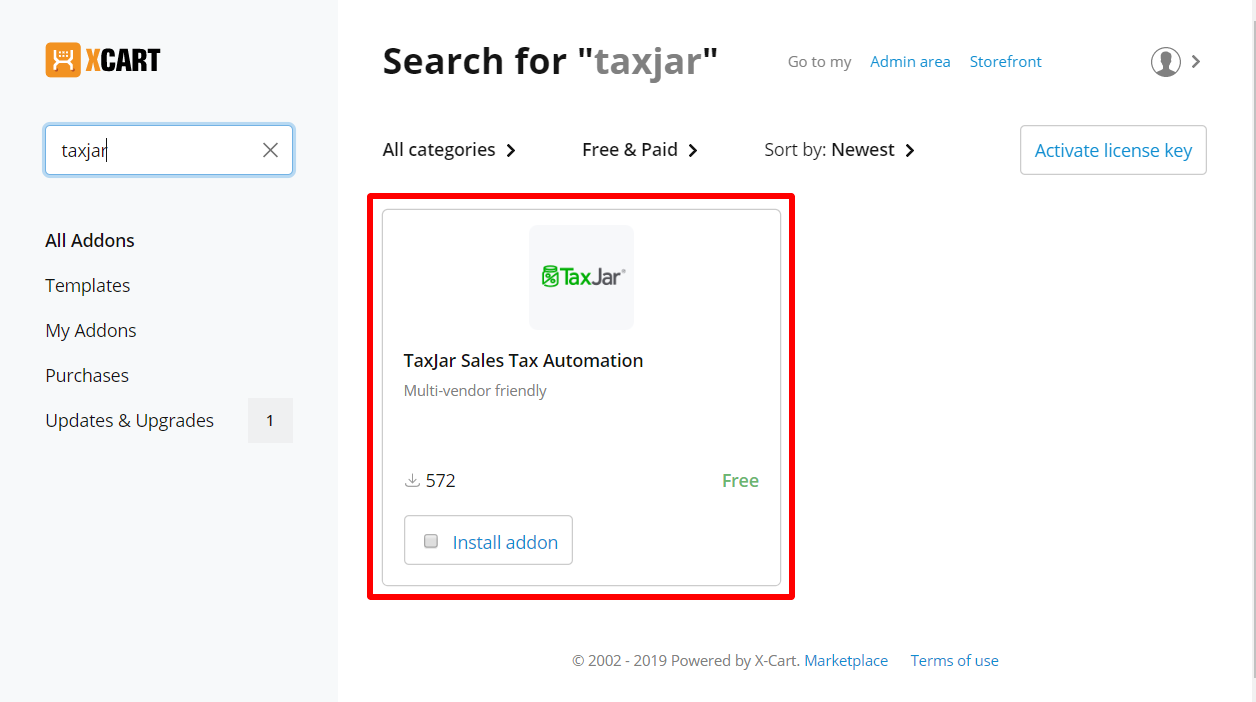 XCART
taxjar
All Addons
Templates
My Addons
Purchases
Updates & Upgrades 1
Search for "taxjar"
Go to my Admin area Storefront
All categories Free & Paid Sort by: Newest Activate license key
TaxJar®
TaxJar Sales Tax Automation
Multi-vendor friendly
572 Free
Install addon
© 2002 - 2019 Powered by X-Cart. Marketplace Terms of use